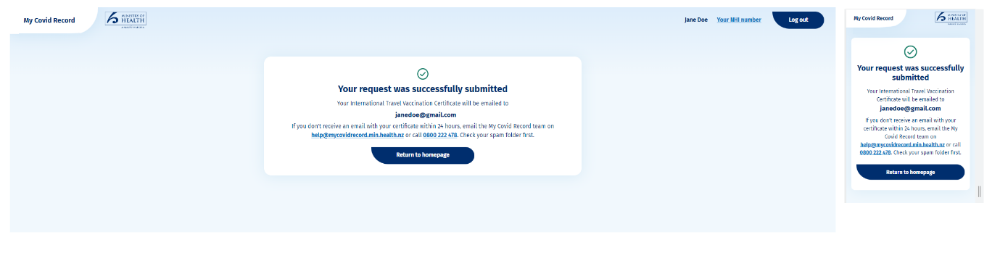 My Covid Record
MINISTRY OF
HEALTH
MANATŪ HAUORA
Jane Doe
Your NHI number
Log out
Your request was successfully submitted
Your International Travel Vaccination Certificate will be emailed to
janedoe@gmail.com
If you don't receive an email with your certificate within 24 hours, email the My Covid Record team on
help@mycovidrecord.min.health.nz or call 0800 222 478. Check your spam folder first.
Return to homepage
My Covid Record
MINISTRY OF
HEALTH
MANATŪ HAUORA
Your request was successfully
submitted
Your International Travel Vaccination
Certificate will be emailed to
janedoe@gmail.com
If you don't receive an email with your
certificate within 24 hours, email the My
Covid Record team on
help@mycovidrecord.min.health.nz or call
0800 222 478. Check your spam folder first.
Return to homepage